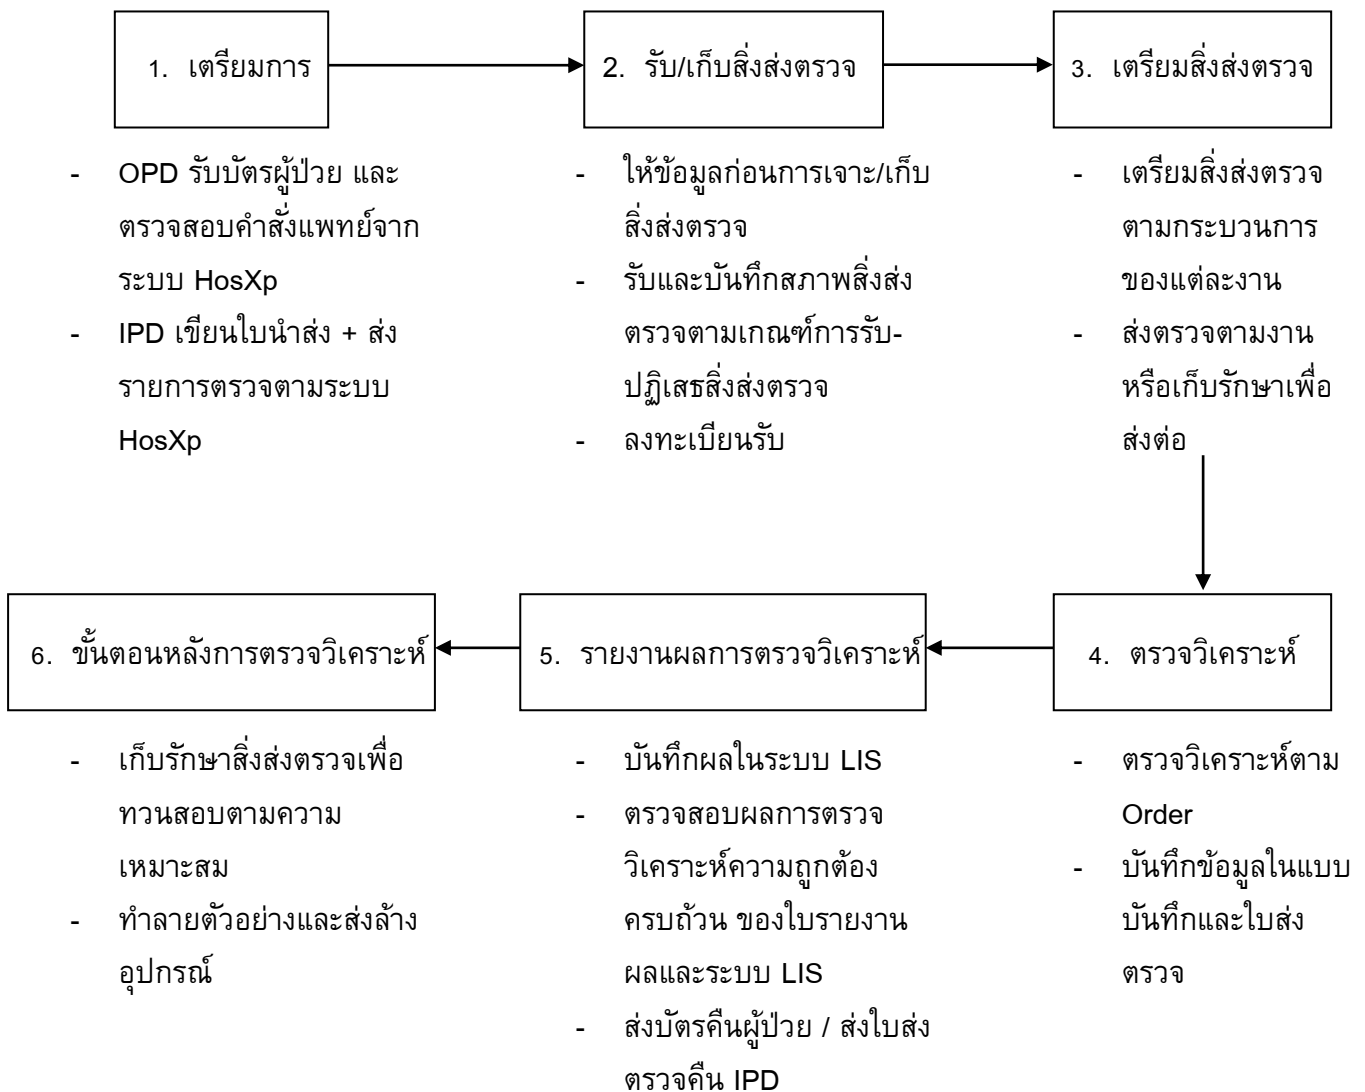 1. เตรียมการ
2. รับ/เก็บสิ่งส่งตรวจ
3. เตรียมสิ่งส่งตรวจ
- OPD รับบัตรผู้ป่วย และ
ตรวจสอบคำสั่งแพทย์จาก
ระบบ HosXp
- IPD เขียนใบนำส่ง + ส่ง
รายการตรวจตามระบบ
HosXp
- ให้ข้อมูลก่อนการเจาะ/เก็บ
สิ่งส่งตรวจ
- รับและบันทึกสภาพสิ่งส่ง
ตรวจตามเกณฑ์การรับ-
ปฏิเสธสิ่งส่งตรวจ
- ลงทะเบียนรับ
- เตรียมสิ่งส่งตรวจ
ตามกระบวนการ
ของแต่ละงาน
- ส่งตรวจตามงาน
หรือเก็บรักษาเพื่อ
ส่งต่อ
6. ขั้นตอนหลังการตรวจวิเคราะห์
5. รายงานผลการตรวจวิเคราะห์
4. ตรวจวิเคราะห์
- เก็บรักษาสิ่งส่งตรวจเพื่อ
ทวนสอบตามความ
เหมาะสม
- ทำลายตัวอย่างและส่งล้าง
อุปกรณ์
- บันทึกผลในระบบ LIS
- ตรวจสอบผลการตรวจ
วิเคราะห์ความถูกต้อง
ครบถ้วน ของใบรายงาน
ผลและระบบ LIS
- ส่งบัตรคืนผู้ป่วย / ส่งใบส่ง
ตรวจคืน IPD
- ตรวจวิเคราะห์ตาม
Order
- บันทึกข้อมูลในแบบ
บันทึกและใบส่ง
ตรวจ